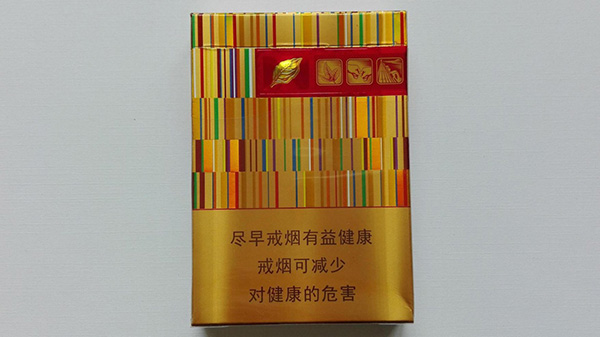 尽早戒烟有益健康
戒烟可减少
对健康的危害